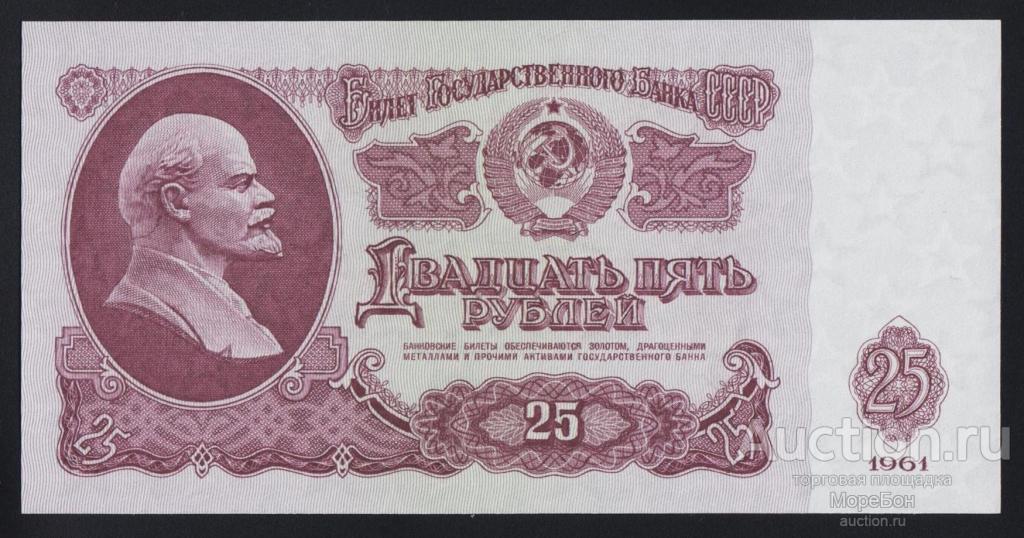 Билет Государственного Банка СССР
Двадцать пять
рублей
БАНКОВСКИЕ БИЛЕТЫ ОБЕСПЕЧИВАЮТСЯ ЗОЛОТОМ, ДРАГОЦЕННЫМИ
МЕТАЛЛАМИ И ПРОЧИМИ АКТИВАМИ ГОСУДАРСТВЕННОГО БАНКА
25
25
25
25
1961
Auction.ru
торговая площадка
МореБон
auction.ru